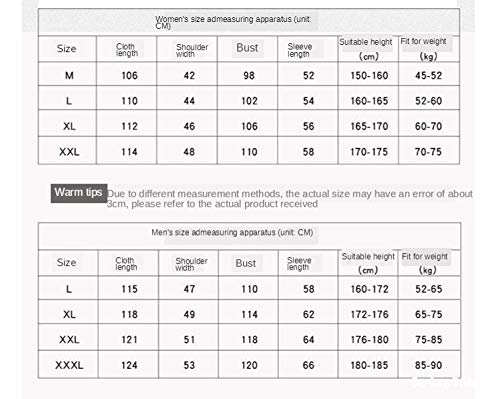 Women's size admeasuring apparatus (unit:
CM)
Size Cloth length Shoulder width Bust Sleeve length Suitable height (cm) Fit for weight (kg)
M 106 42 98 52 150-160 45-52
L 110 44 102 54 160-165 52-60
XL 112 46 106 56 165-170 60-70
XXL 114 48 110 58 170-175 70-75
Warm tips Due to different measurement methods, the actual size may have an error of about
3cm, please refer to the actual product received
Men's size admeasuring apparatus (unit: CM)
Size Cloth length Shoulder width Bust Sleeve length Suitable height (cm) Fit for weight (kg)
L 115 47 110 58 160-172 52-65
XL 118 49 114 62 172-176 65-75
XXL 121 51 118 64 176-180 75-85
XXXL 124 53 120 66 180-185 85-90